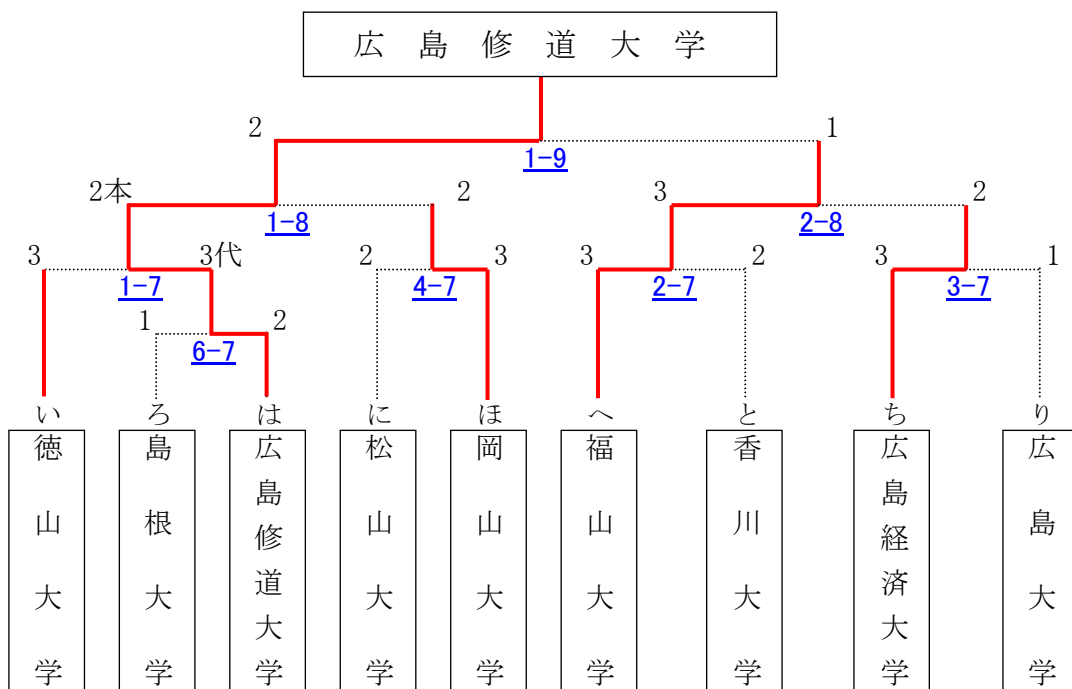 広島修道大学
2 1
1-9
2本 2 3 2
1-8 2-8
3 3代 2 3 3 2 3 1
1-7 4-7 2-7 3-7
1 2
6-7
い ろ は に ほ へ と ち り
徳山大学
島根大学
広島修道大学
松山大学
岡山大学
福山大学
香川大学
広島経済大学
広島大学